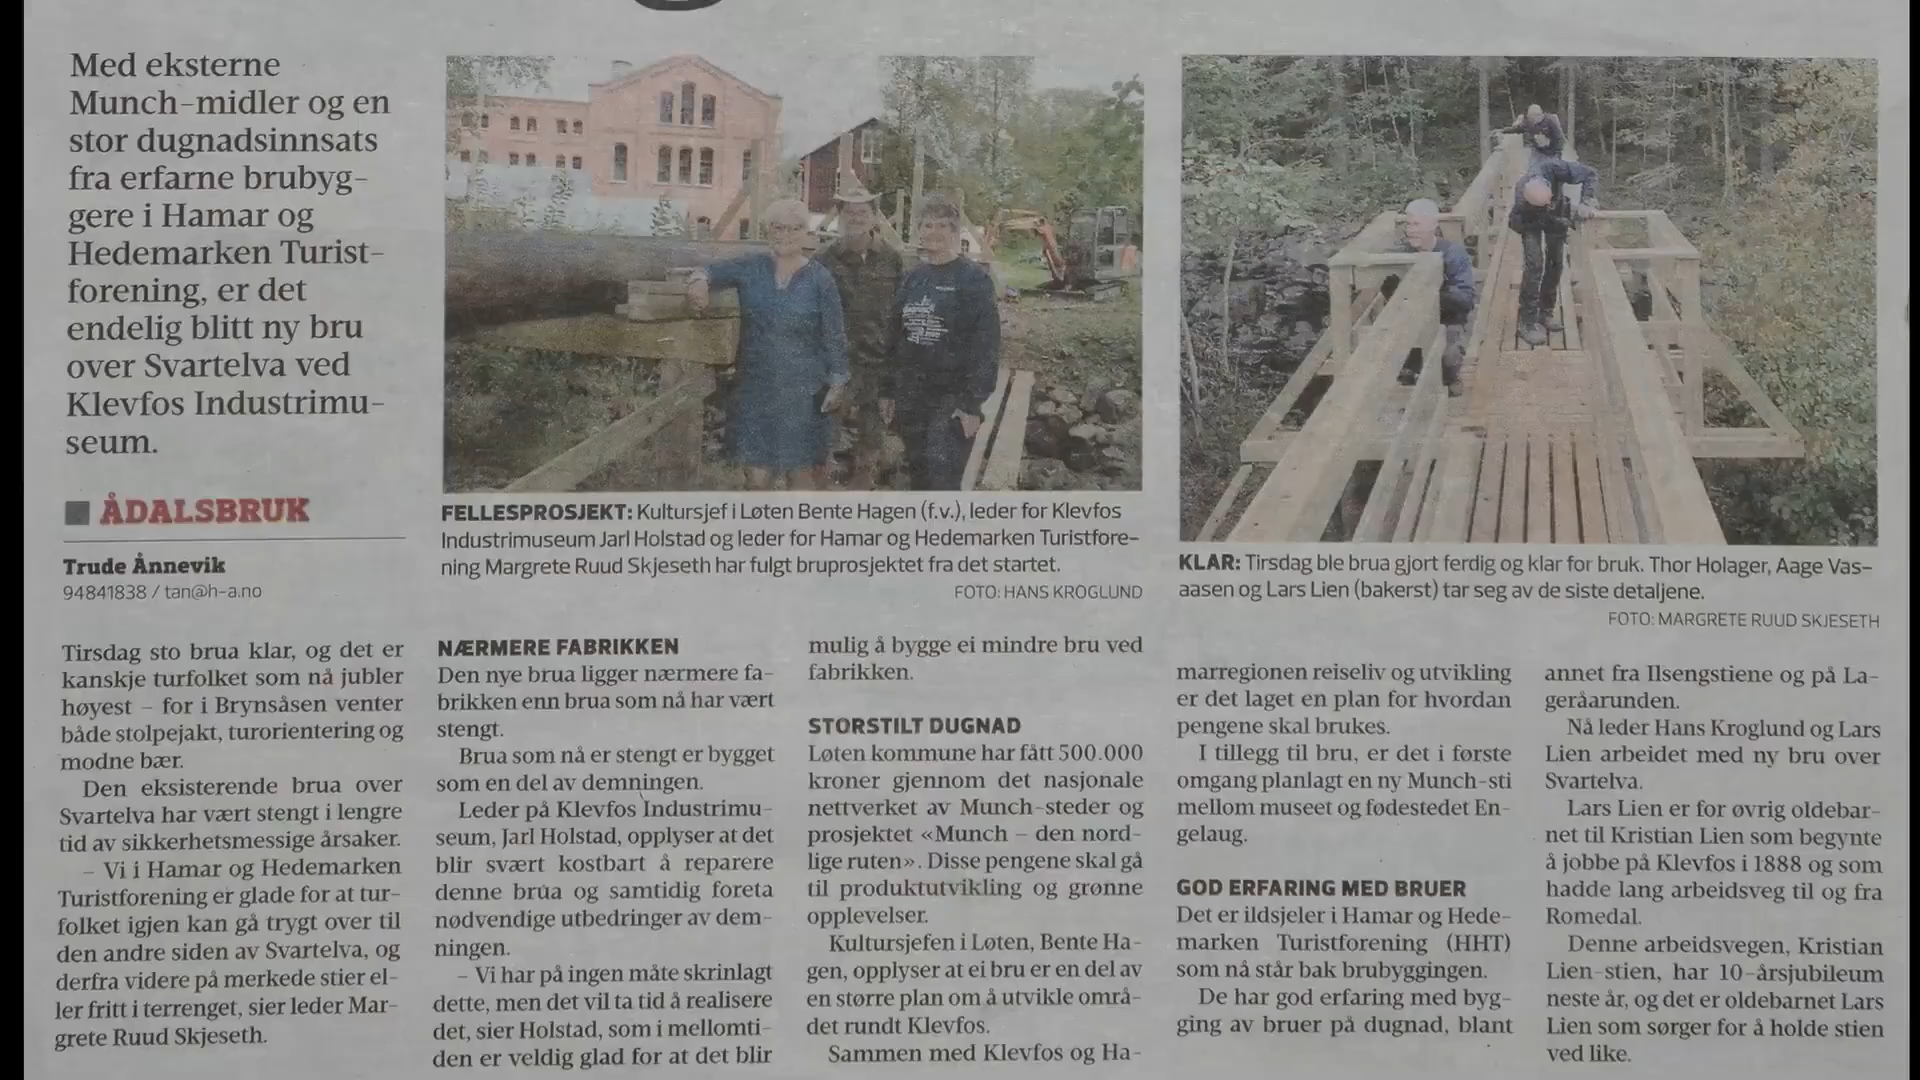 Med eksterne
Munch-midler og en
stor dugnadsinnsats
fra erfarne brubyg-
gere i Hamar og
Hedemarken Turist-
forening, er det
endelig blitt ny bru
over Svartelva ved
Klevfos Industrimu-
seum.
ÅDALSBRUK
Trude Ånnevik
94841838 / tan@h-a.no
FELLESPROSJEKT: Kultursjef i Løten Bente Hagen (f.v.), leder for Klevfos
Industrimuseum Jarl Holstad og leder for Hamar og Hedemarken Turistfore-
ning Margrete Ruud Skjeseth har fulgt bruprosjektet fra det startet.
FOTO: HANS KROGLUND
KLAR: Tirsdag ble brua gjort ferdig og klar for bruk. Thor Holager, Aage Vas-
aasen og Lars Lien (bakerst) tar seg av de siste detaljene.
FOTO: MARGRETE RUUD SKJESETH
Tirsdag sto brua klar, og det er
kanskje turfolket som nå jubler
høyest – for i Brynsåsen venter
både stolpejakt, turorientering og
modne bær.
Den eksisterende brua over
Svartelva har vært stengt i lengre
tid av sikkerhetsmessige årsaker.
– Vi i Hamar og Hedemarken
Turistforening er glade for at tur-
folket igjen kan gå trygt over til
den andre siden av Svartelva, og
derfra videre på merkede stier el-
ler fritt i terrenget, sier leder Mar-
grete Ruud Skjeseth.
NÆRMERE FABRIKKEN
Den nye brua ligger nærmere fa-
brikken enn brua som nå har vært
stengt.
Brua som nå er stengt er bygget
som en del av demningen.
Leder på Klevfos Industrimu-
seum, Jarl Holstad, opplyser at det
blir svært kostbart å reparere
denne brua og samtidig foreta
nødvendige utbedringer av dem-
ningen.
– Vi har på ingen måte skrinlagt
dette, men det vil ta tid å realisere
det, sier Holstad, som i mellomti-
den er veldig glad for at det blir
mulig å bygge ei mindre bru ved
fabrikken.
STORSTILT DUGNAD
Løten kommune har fått 500.000
kroner gjennom det nasjonale
nettverket av Munch-steder og
prosjektet «Munch – den nord-
lige ruten». Disse pengene skal gå
til produktutvikling og grønne
opplevelser.
Kultursjefen i Løten, Bente Ha-
gen, opplyser at ei bru er en del av
en større plan om å utvikle områ-
det rundt Klevfos.
Sammen med Klevfos og Ha-
marregionen reiseliv og utvikling
er det laget en plan for hvordan
pengene skal brukes.
I tillegg til bru, er det i første
omgang planlagt en ny Munch-sti
mellom museet og fødestedet En-
gelaug.
GOD ERFARING MED BRUER
Det er ildsjeler i Hamar og Hede-
marken Turistforening (HHT)
som nå står bak brubyggingen.
De har god erfaring med byg-
ging av bruer på dugnad, blant
annet fra Ilsengstiene og på La-
geråarunden.
Nå leder Hans Kroglund og Lars
Lien arbeidet med ny bru over
Svartelva.
Lars Lien er for øvrig oldebar-
net til Kristian Lien som begynte
å jobbe på Klevfos i 1888 og som
hadde lang arbeidsveg til og fra
Romedal.
Denne arbeidsvegen, Kristian
Lien-stien, har 10-årsjubileum
neste år, og det er oldebarnet Lars
Lien som sørger for å holde stien
ved like.